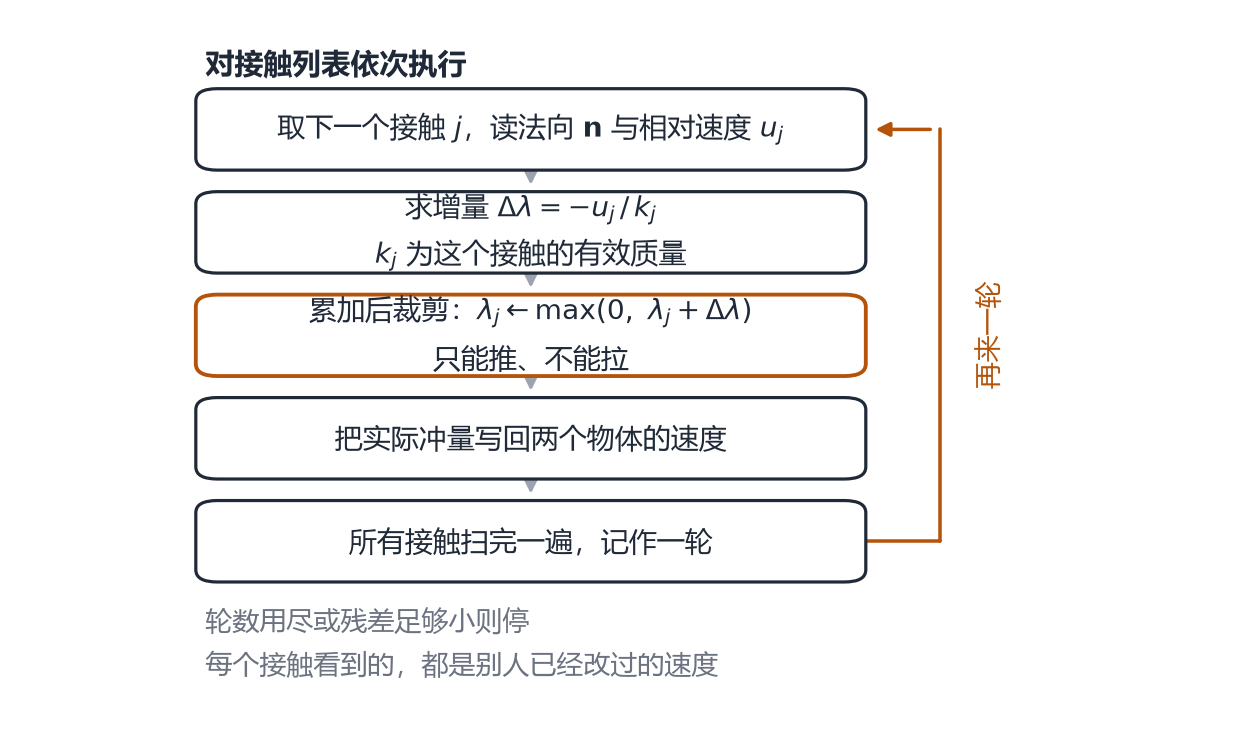 对接触列表依次执行
取下一个接触 j，读法向 n 与相对速度 u_j
求增量 Δλ = −u_j / k_j
k_j 为这个接触的有效质量
累加后裁剪：λ_j ← max(0, λ_j + Δλ)
只能推、不能拉
把实际冲量写回两个物体的速度
所有接触扫完一遍，记作一轮
再来一轮
轮数用尽或残差足够小则停
每个接触看到的，都是别人已经改过的速度